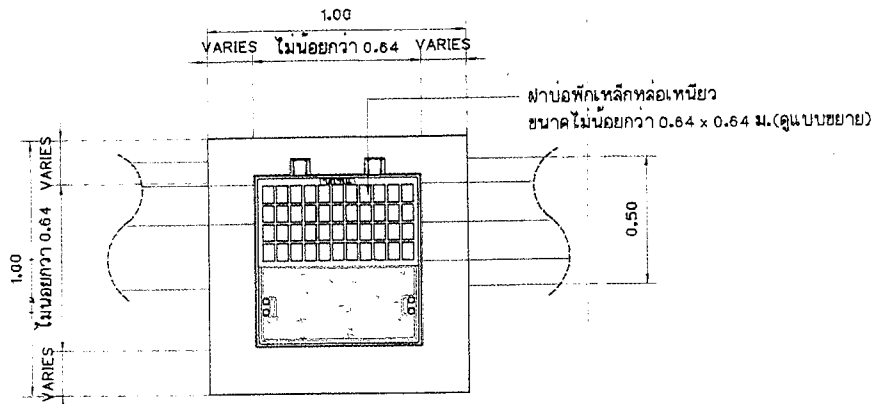 1.00
VARIES ไม่น้อยกว่า 0.64 VARIES
ฝาบ่อพักเหล็กหล่อเหนียว
ขนาดไม่น้อยกว่า 0.64 x 0.64 ม.(ดูแบบขยาย)
VARIES
ไม่น้อยกว่า 0.64
1.00
VARIES
0.50